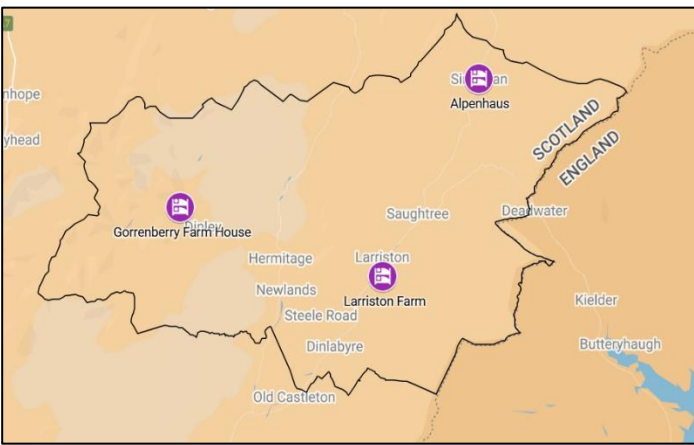 7
nhope
yhead
Alpenhaus
SCOTLAND
ENGLAND
Gorrenberry Farm House
Saughtree
Deadwater
Hermitage
Larriston
Larriston Farm
Newlands
Steele Road
Kielder
Dinlabyre
Butteryhaugh
Old Castleton